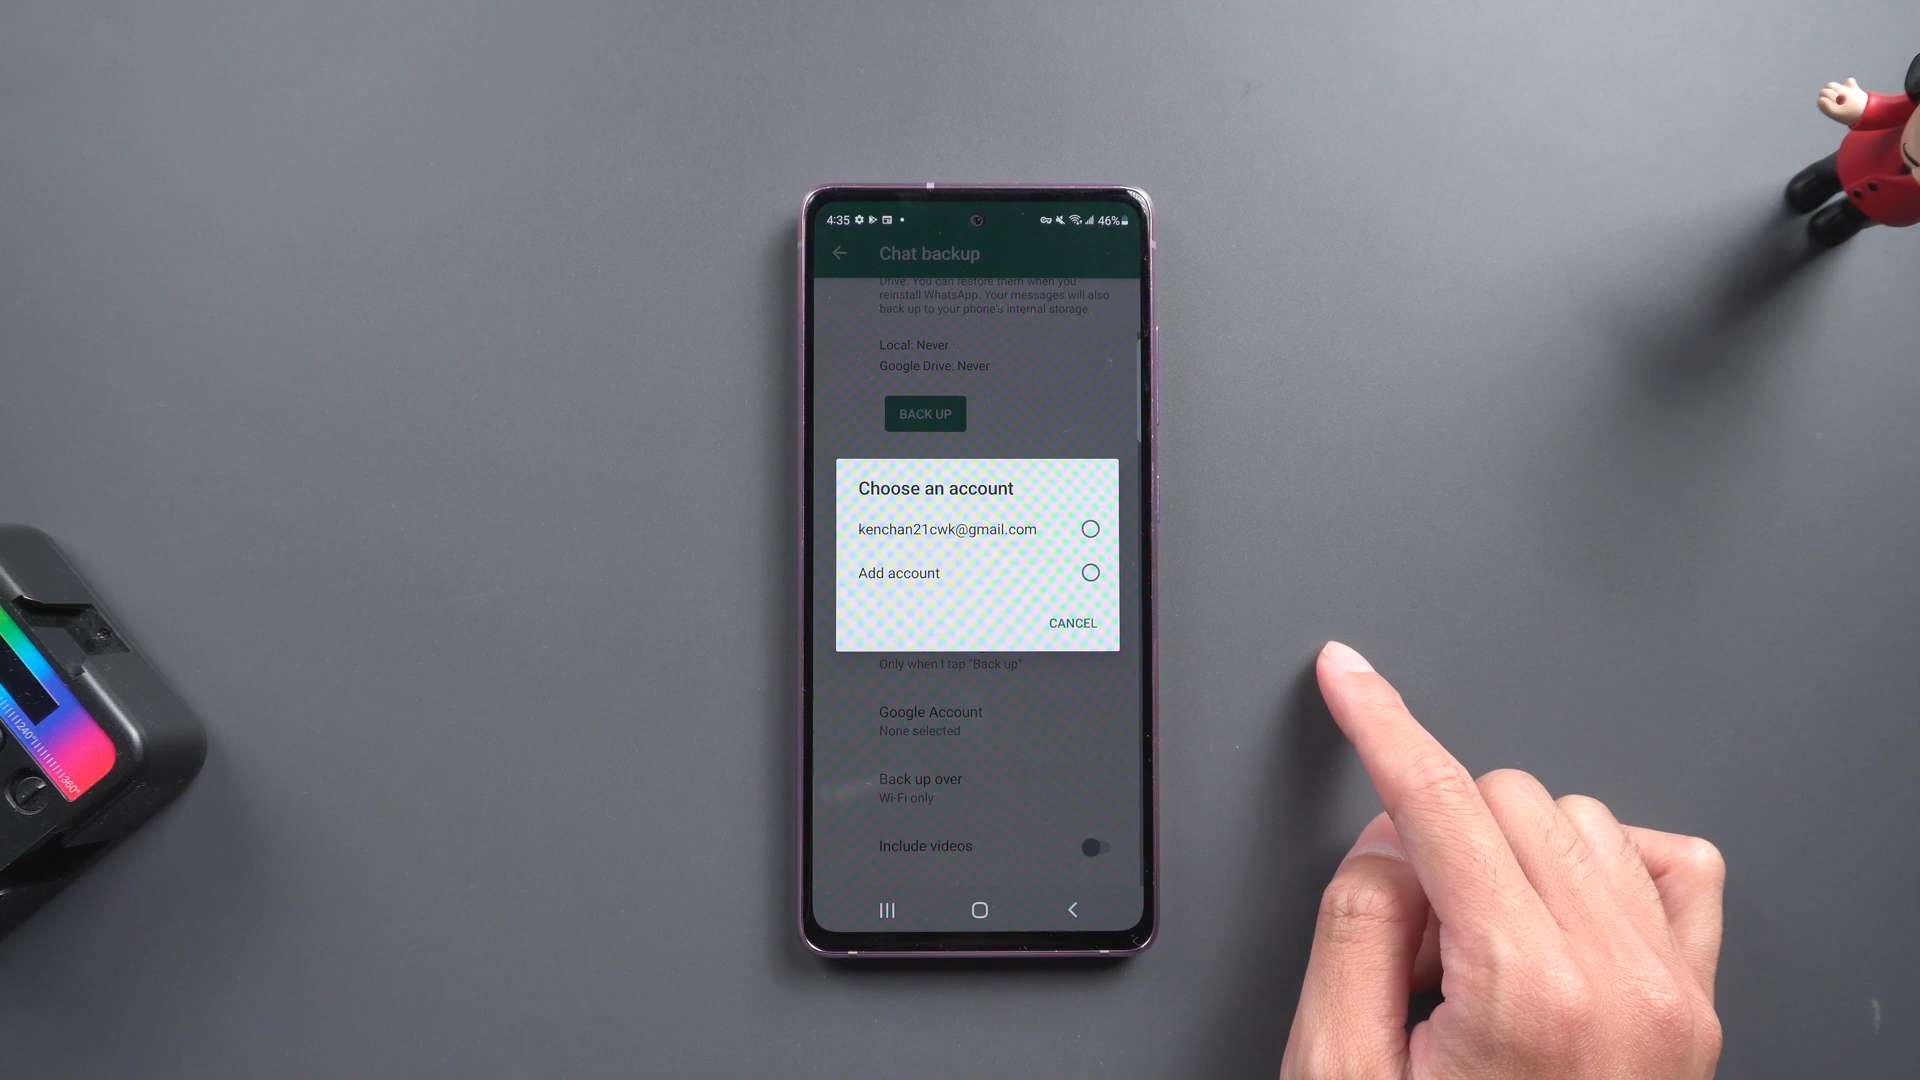 4:35
46%
Chat backup
Drive. You can restore them when you
reinstall WhatsApp. Your messages will also
back up to your phone's internal storage.
Local: Never
Google Drive: Never
BACK UP
Choose an account
kenchan21cwk@gmail.com
Add account
CANCEL
Only when I tap "Back up"
Google Account
None selected
Back up over
Wi-Fi only
Include videos
240°
360°